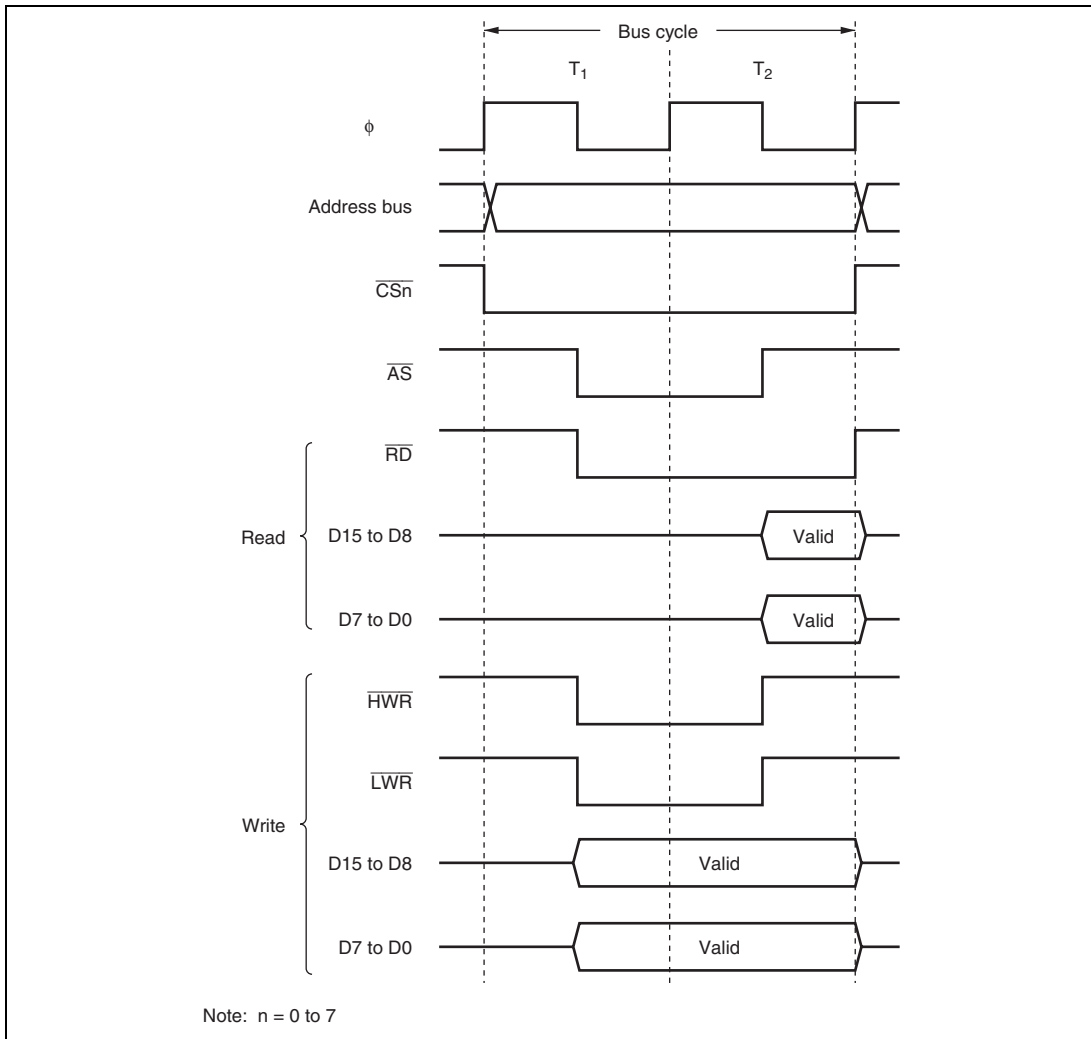 Bus cycle
T1 T2
ϕ
Address bus
CSn
AS
RD
Read
D15 to D8 Valid
D7 to D0 Valid
HWR
LWR
Write
D15 to D8 Valid
D7 to D0 Valid
Note: n = 0 to 7